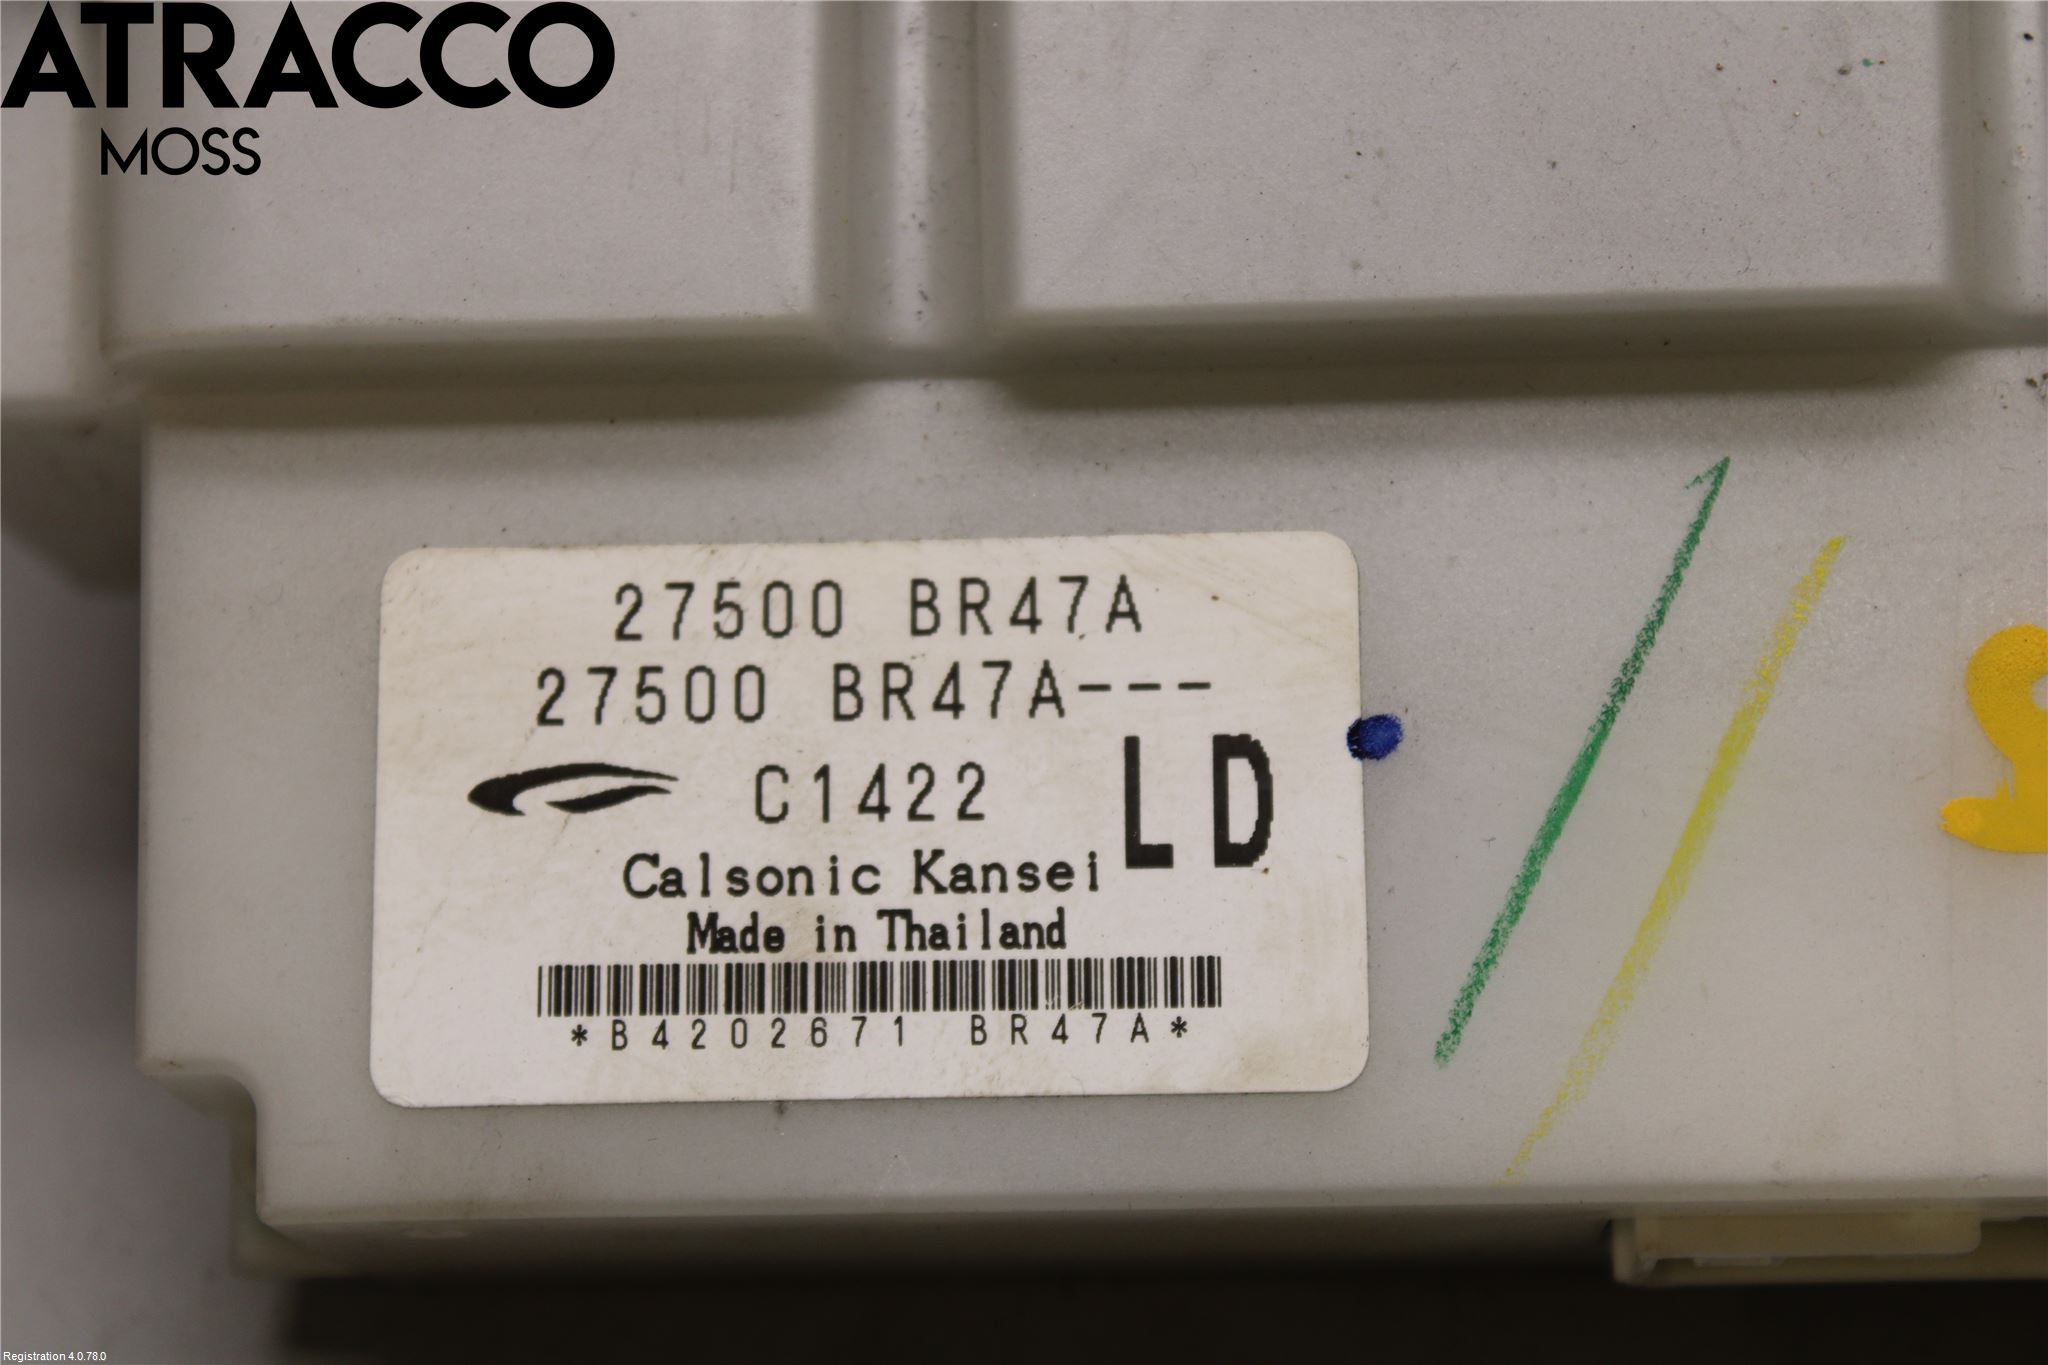 ATRACCO
MOSS
27500 BR47A
27500 BR47A---
C1422
LD
Calsonic Kansei
Made in Thailand
*B4202671 BR47A*
Registration 4.0.78.0